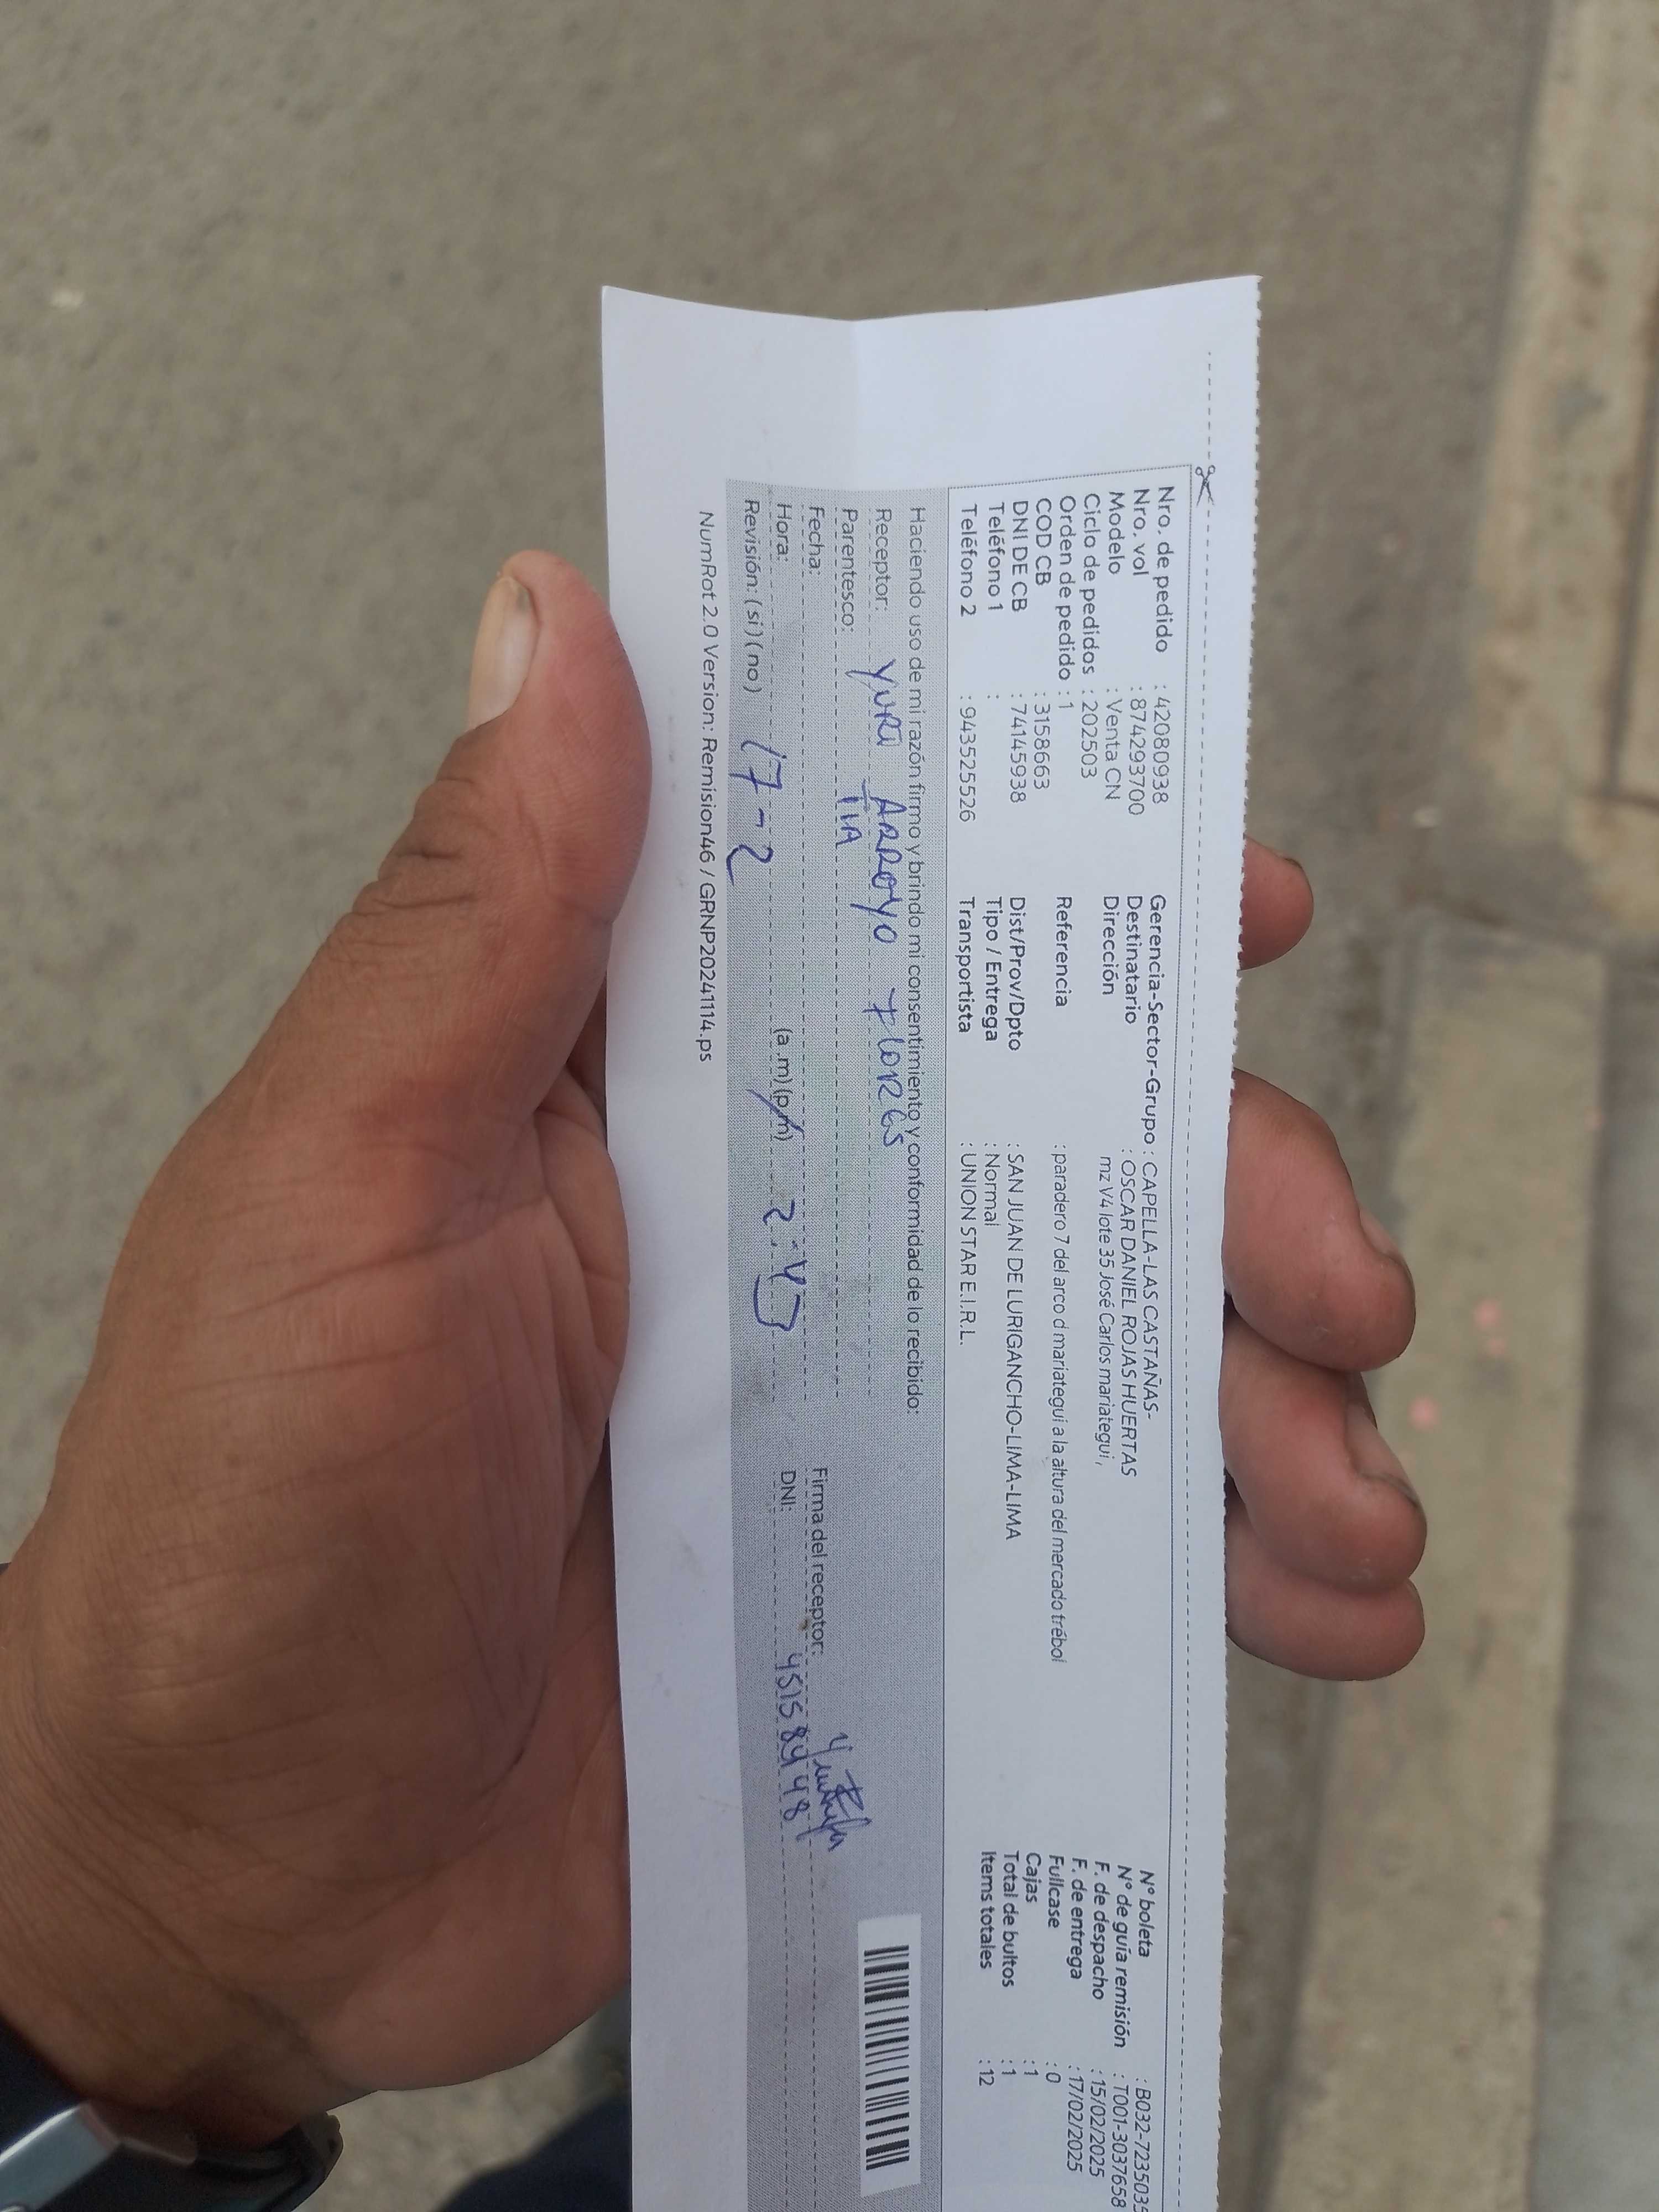 Nro. de pedido : 42080938
Nro. vol : 874293700
Modelo : Venta CN
Ciclo de pedidos : 202503
Orden de pedido : 1
COD CB : 3158663
DNI DE CB : 74145938
Teléfono 1 :
Teléfono 2 : 943525526
Gerencia-Sector-Grupo : CAPELLA-LAS CASTAÑAS-
Destinatario : OSCAR DANIEL ROJAS HUERTAS
Dirección mz V4 lote 35 José Carlos mariategui ,
Referencia : paradero 7 del arco d mariategui a la altura del mercado trébol
Dist/Prov/Dpto : SAN JUAN DE LURIGANCHO-LIMA-LIMA
Tipo / Entrega : Normal
Transportista : UNION STAR E.I.R.L.
N° boleta : B032-7235035
N° de guía remisión : T001-3037658
F. de despacho : 15/02/2025
F. de entrega : 17/02/2025
Fullcase : 0
Cajas : 1
Total de bultos : 1
Items totales : 12
Haciendo uso de mi razón firmo y brindo mi consentimiento y conformidad de lo recibido:
Receptor: YURI ARROYO FLORES
Parentesco: TIA
Fecha:
Hora: (a.m)(p.m)
Revisión: (si) (no) 17-2
Firma del receptor:
DNI: 45158448
NumRot 2.0 Version: Remision46 / GRNP20241114.ps